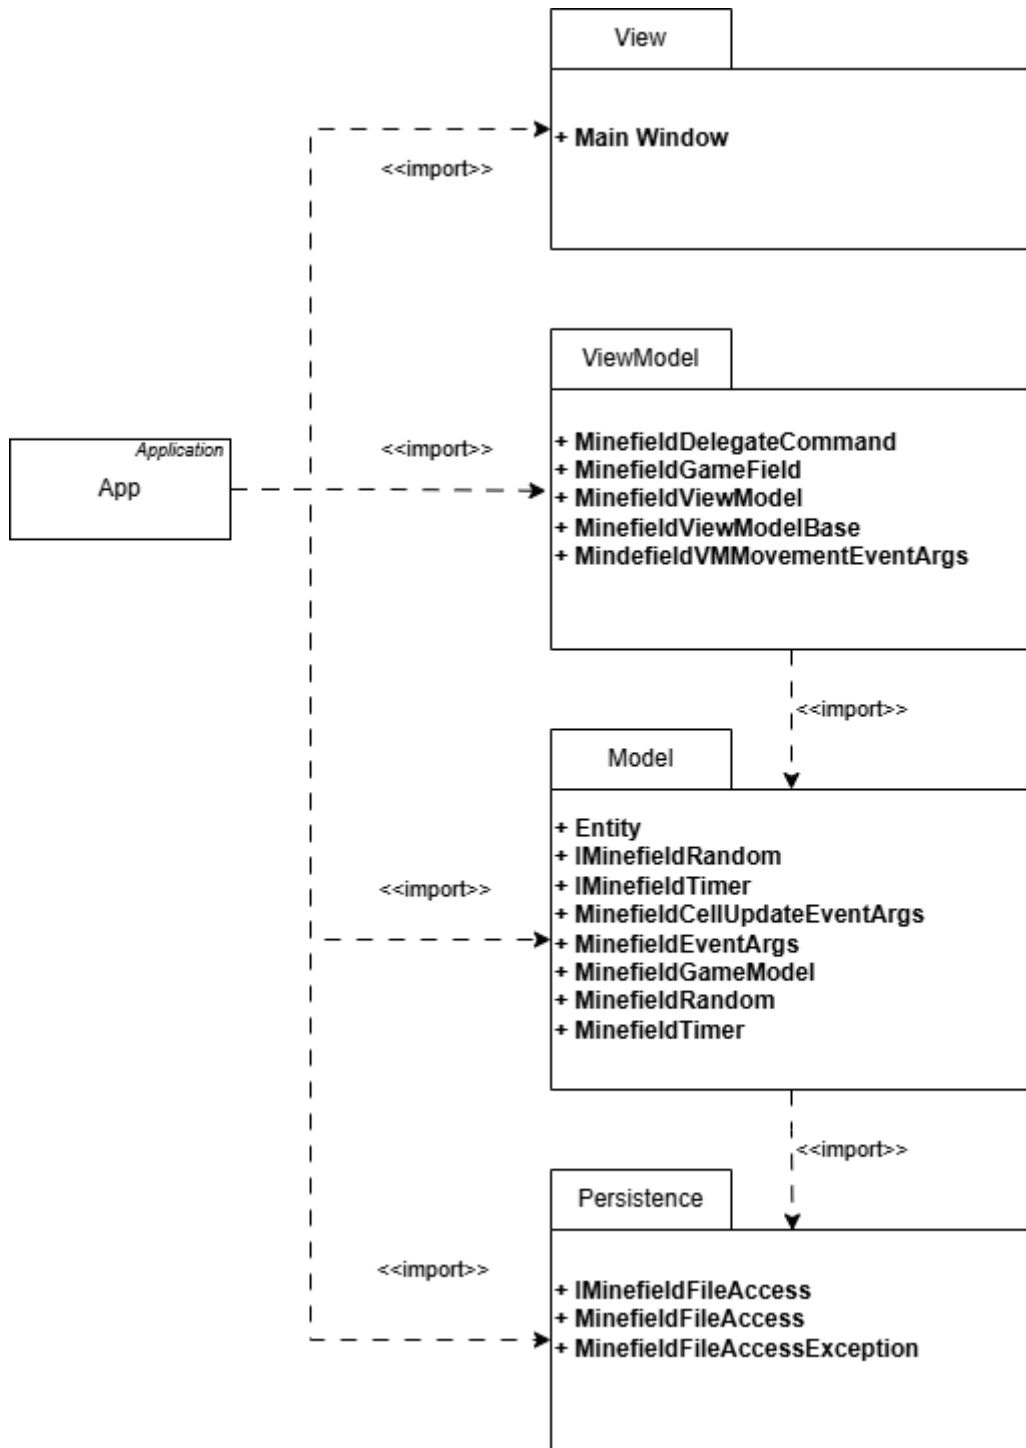 View
+ Main Window
<<import>>
ViewModel
<<import>>
+ MinefieldDelegateCommand
+ MinefieldGameField
+ MinefieldViewModel
+ MinefieldViewModelBase
+ MindefieldVMMovementEventArgs
Application
App
<<import>>
Model
+ Entity
+ IMinefieldRandom
+ IMinefieldTimer
+ MinefieldCellUpdateEventArgs
+ MinefieldEventArgs
+ MinefieldGameModel
+ MinefieldRandom
+ MinefieldTimer
<<import>>
<<import>>
Persistence
<<import>>
+ IMinefieldFileAccess
+ MinefieldFileAccess
+ MinefieldFileAccessException